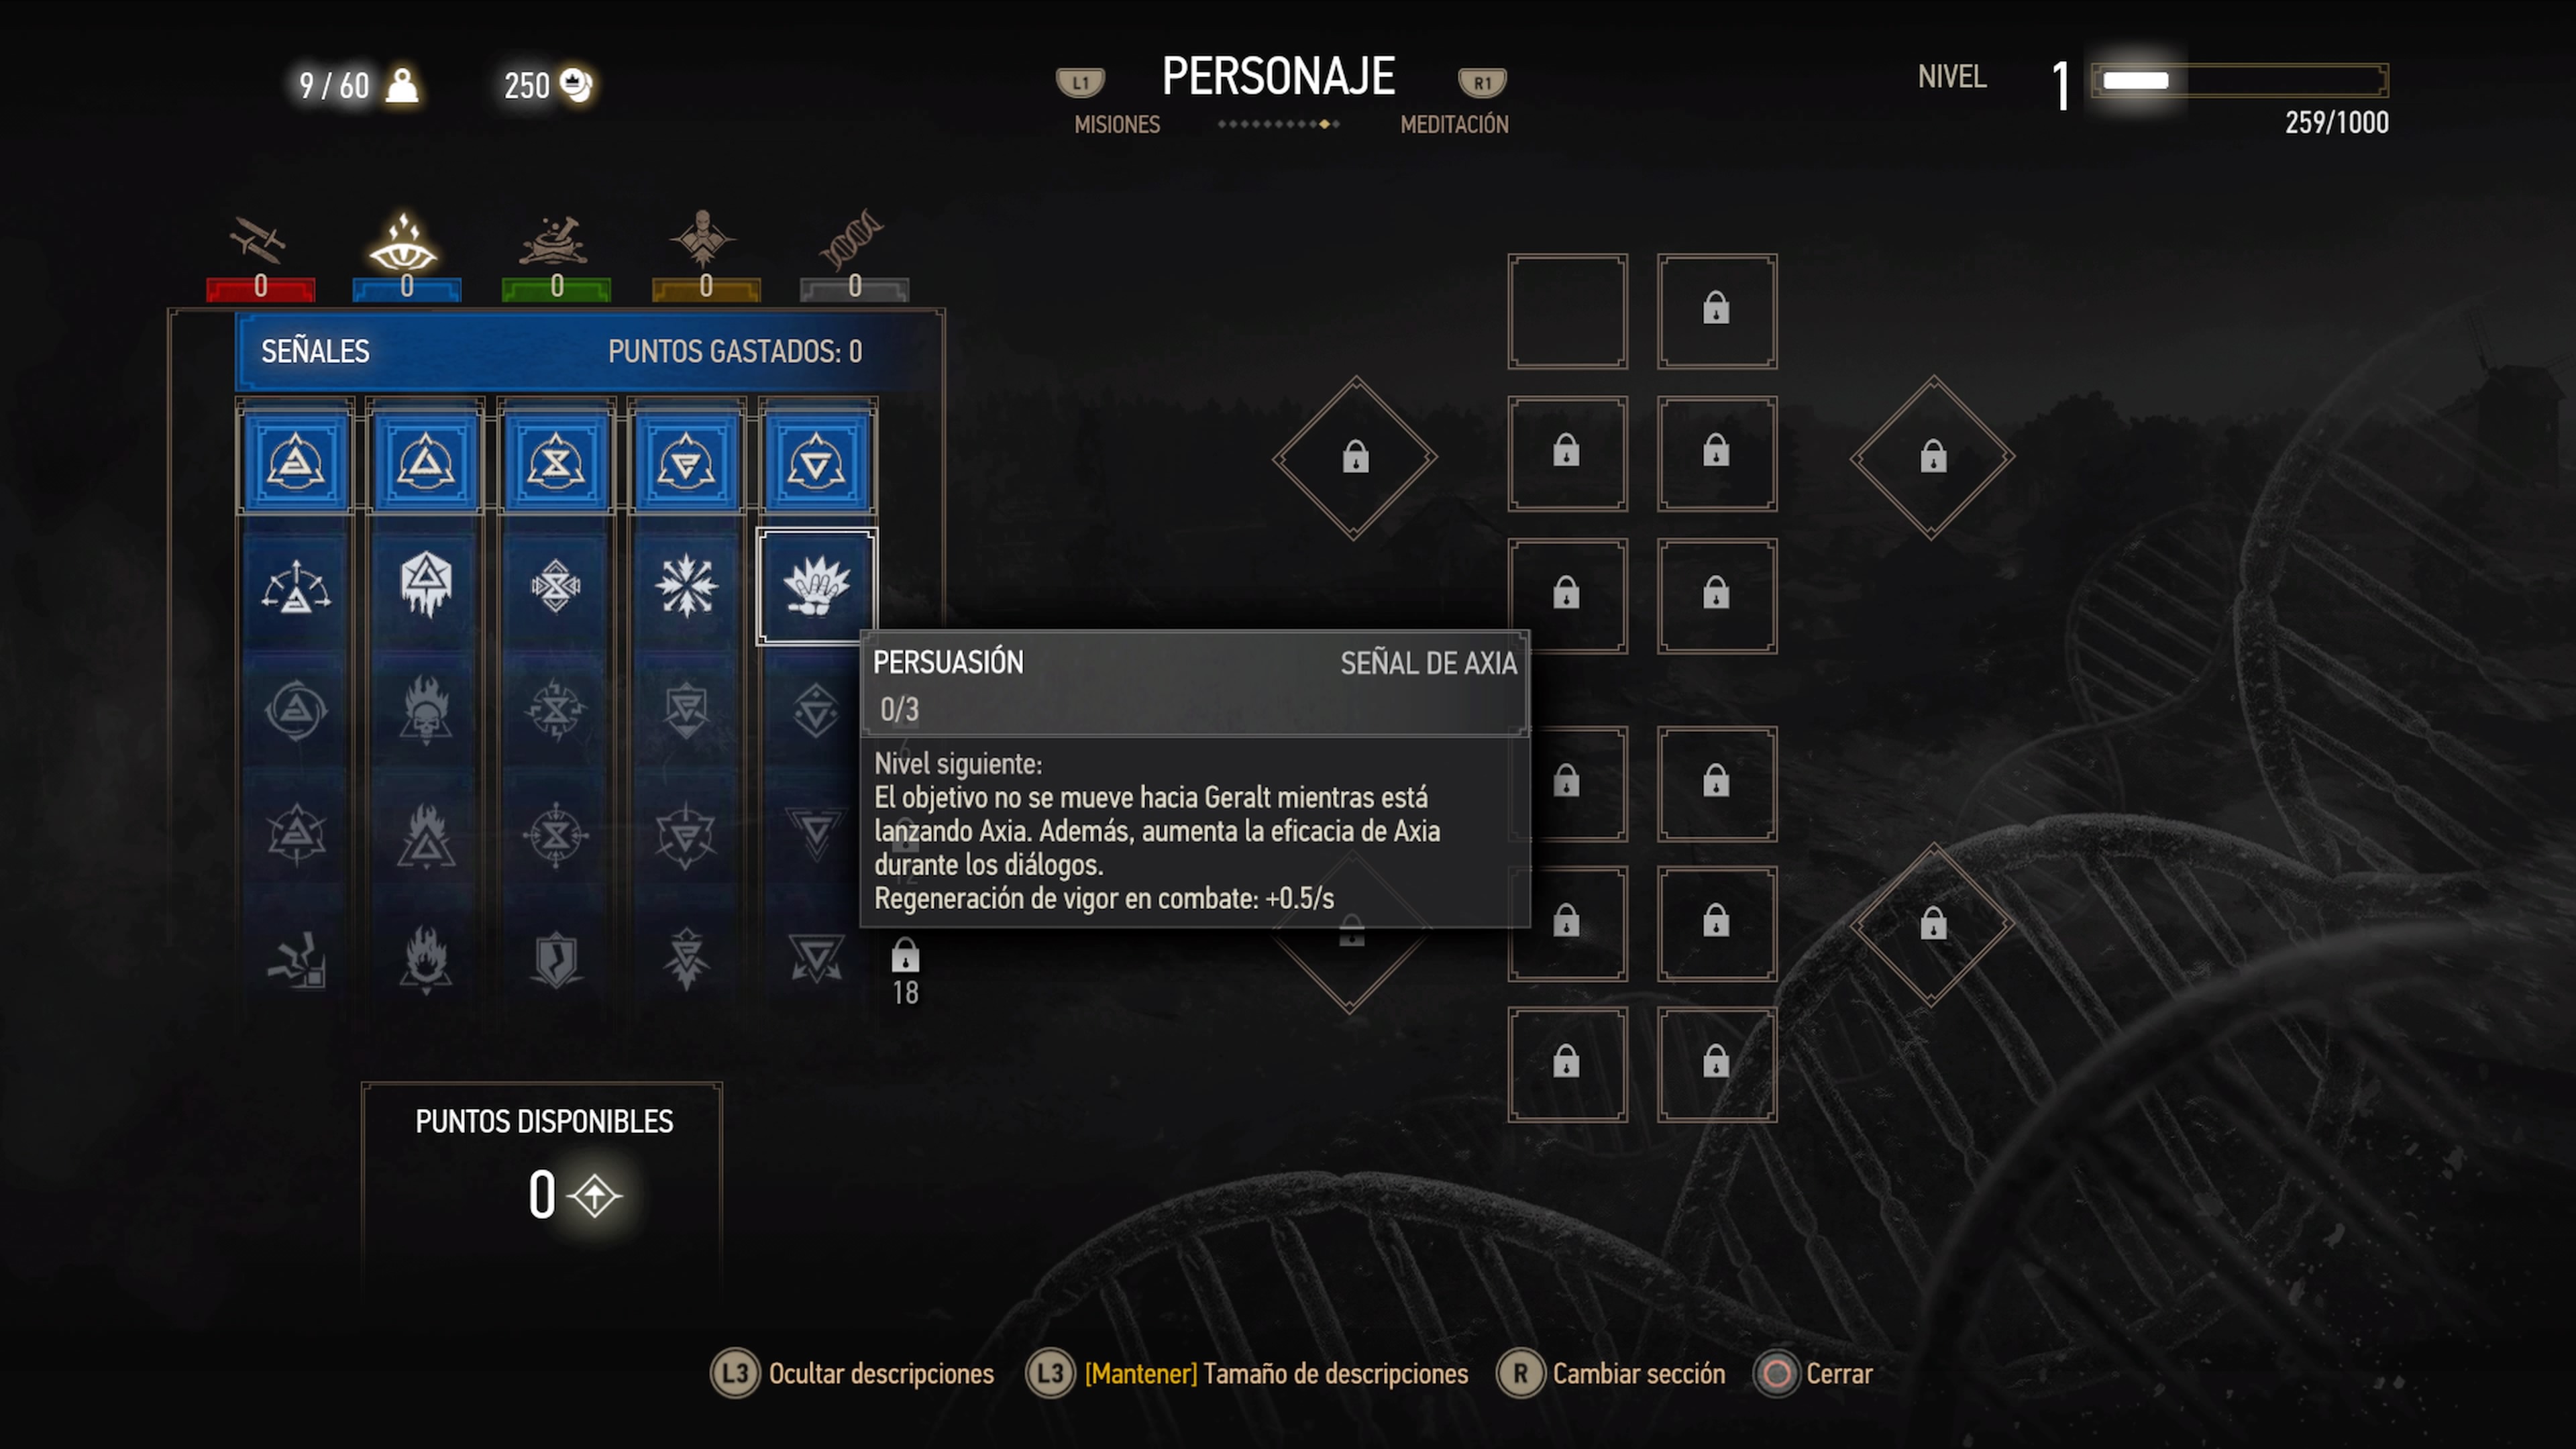 9 / 60
250
L1
PERSONAJE
R1
MISIONES
MEDITACIÓN
NIVEL
1
259/1000
0
0
0
0
0
SEÑALES
PUNTOS GASTADOS: 0
PERSUASIÓN
SEÑAL DE AXIA
0/3
6
Nivel siguiente:
El objetivo no se mueve hacia Geralt mientras está
lanzando Axia. Además, aumenta la eficacia de Axia
durante los diálogos.
12
Regeneración de vigor en combate: +0.5/s
18
PUNTOS DISPONIBLES
0
L3 Ocultar descripciones
L3 [Mantener] Tamaño de descripciones
R Cambiar sección
Cerrar